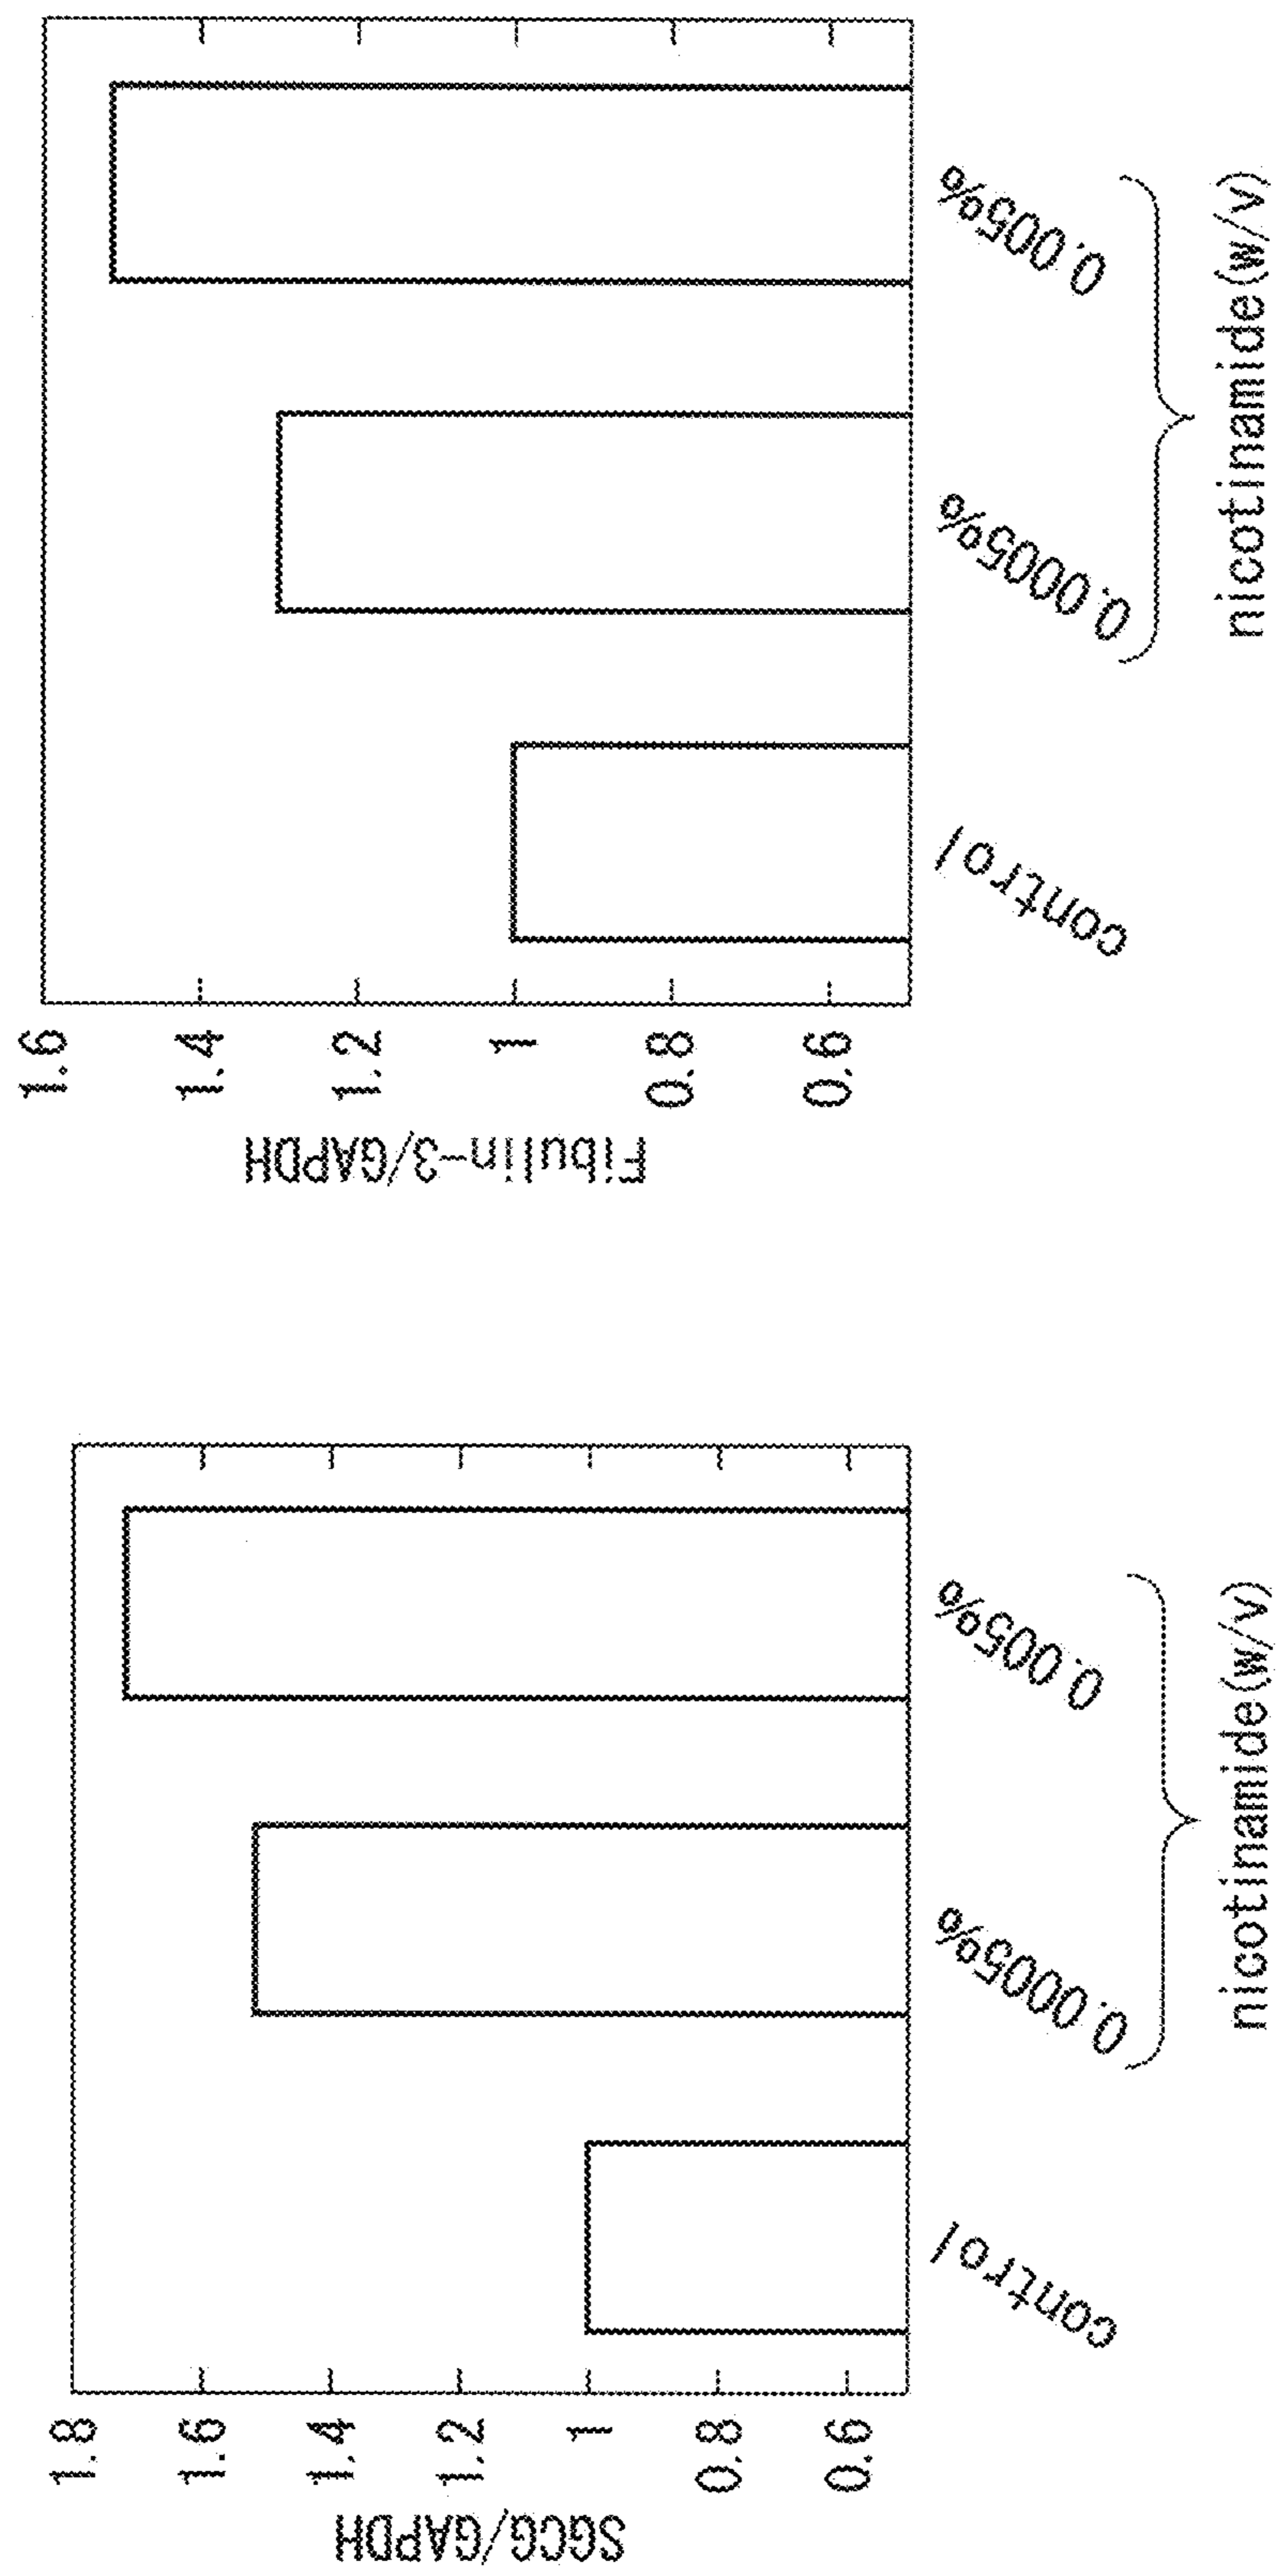 SGCG/GAPDH
1.8
1.6
1.4
1.2
1
0.8
0.6
control
0.0005%
0.005%
nicotinamide(w/v)
Fibulin-3/GAPDH
1.6
1.4
1.2
1
0.8
0.6
control
0.0005%
0.005%
nicotinamide(w/v)